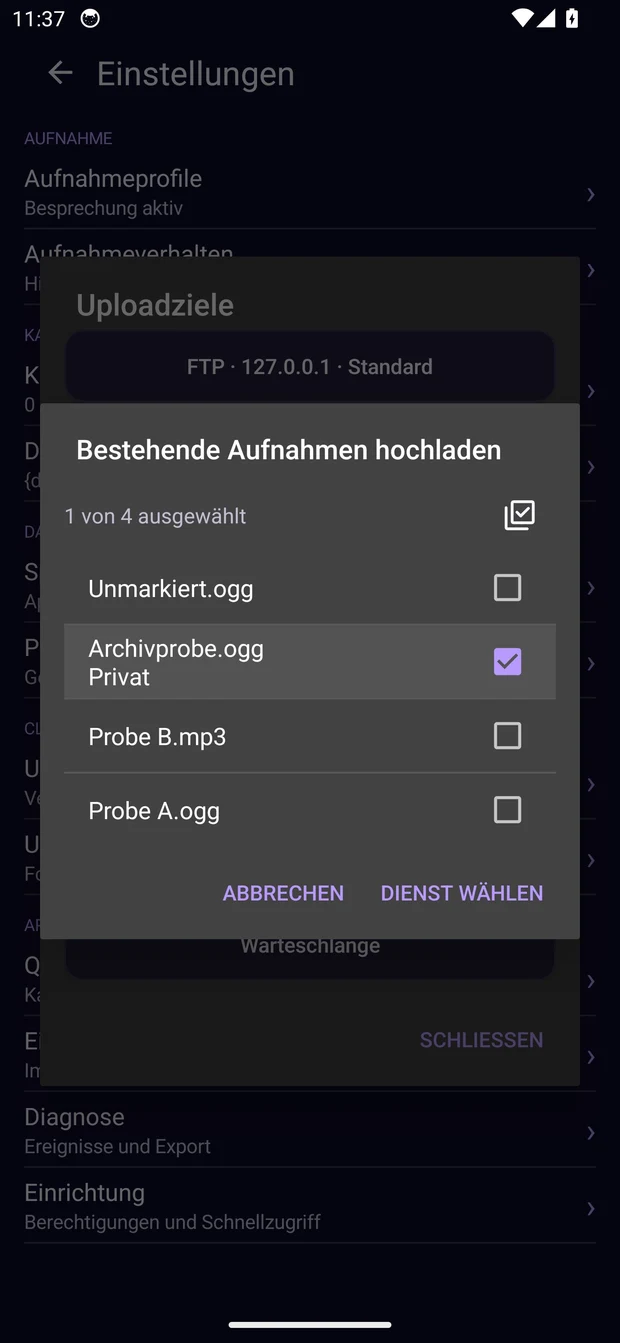 11:37
Einstellungen
AUFNAHME
Aufnahmeprofile
Besprechung aktiv
Aufnahmeverhalten
Uploadziele
FTP · 127.0.0.1 · Standard
Bestehende Aufnahmen hochladen
1 von 4 ausgewählt
Unmarkiert.ogg
Archivprobe.ogg
Privat
Probe B.mp3
Probe A.ogg
ABBRECHEN
DIENST WÄHLEN
Warteschlange
SCHLIESSEN
Diagnose
Ereignisse und Export
Einrichtung
Berechtigungen und Schnellzugriff